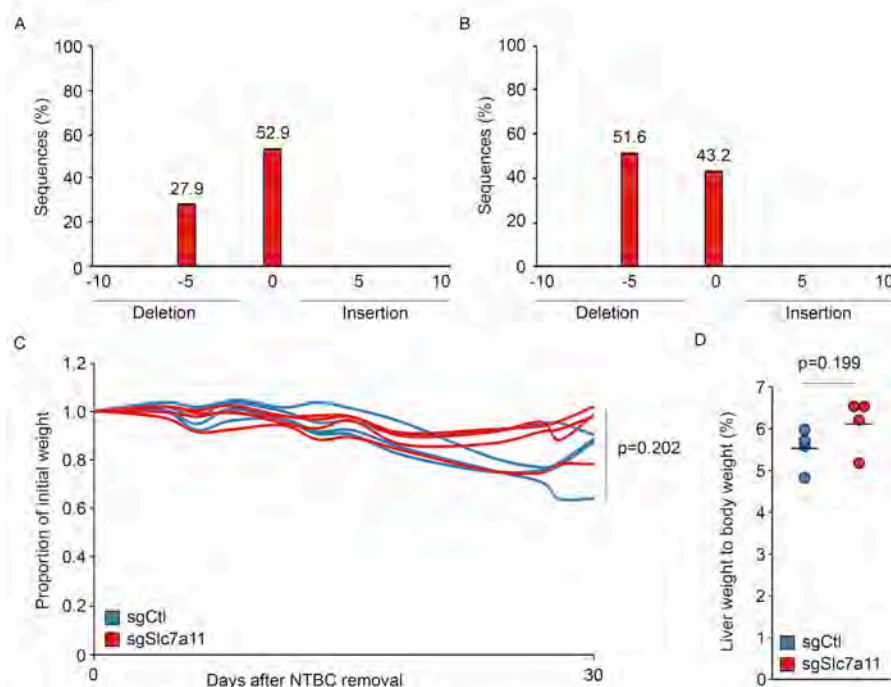 A
Sequences (%)
100
80
60
40
20
0
27.9
52.9
-10 -5 0 5 10
Deletion Insertion
B
Sequences (%)
100
80
60
40
20
0
51.6
43.2
-10 -5 0 5 10
Deletion Insertion
C
Proportion of initial weight
1.2
1.0
0.8
0.6
0.4
0.2
0
p=0.202
sgCtl
sgSlc7a11
0 30
Days after NTBC removal
D
p=0.199
Liver weight to body weight (%)
7
6
5
4
3
2
1
0
sgCtl
sgSlc7a11